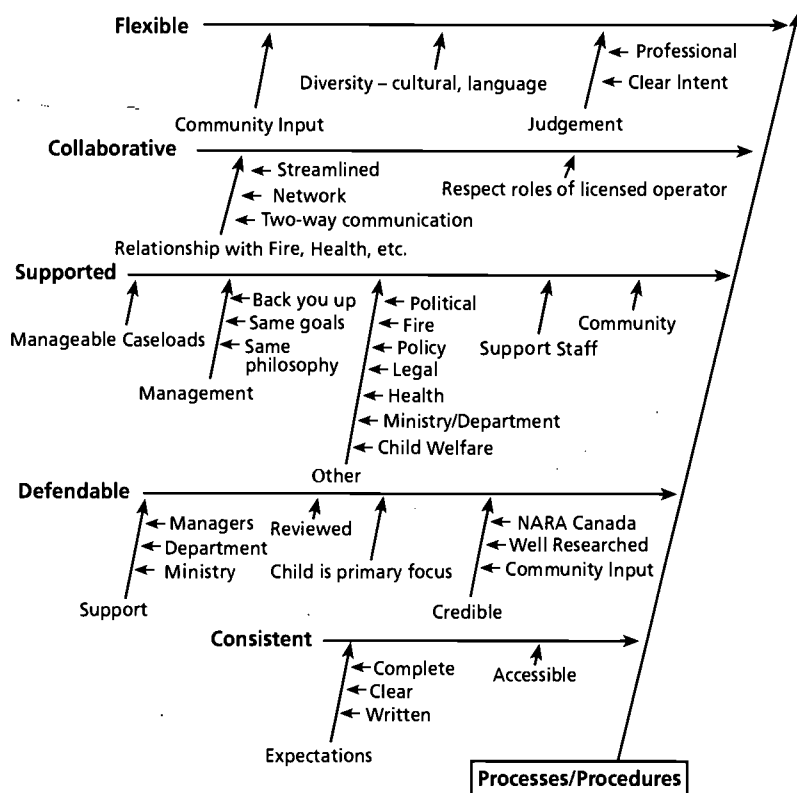 Flexible
Professional
Diversity – cultural, language
Clear Intent
Community Input
Judgement
Collaborative
Streamlined
Respect roles of licensed operator
Network
Two-way communication
Relationship with Fire, Health, etc.
Supported
Back you up
Political
Same goals
Fire
Community
Manageable Caseloads
Same
philosophy
Policy
Support Staff
Legal
Management
Health
Ministry/Department
Child Welfare
Other
Defendable
Managers
Reviewed
NARA Canada
Department
Well Researched
Ministry
Child is primary focus
Community Input
Support
Credible
Consistent
Complete
Accessible
Clear
Written
Expectations
Processes/Procedures